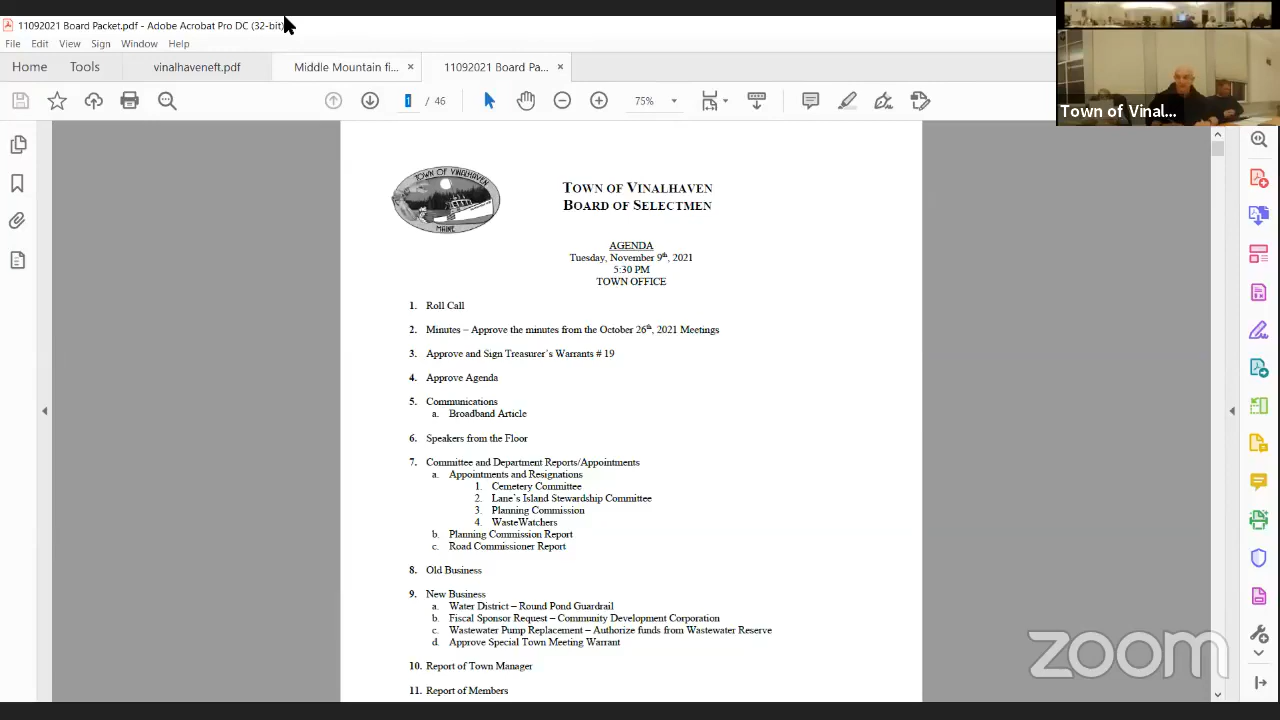 11092021 Board Packet.pdf - Adobe Acrobat Pro DC (32-bit)
File Edit View Sign Window Help
Home Tools vinalhaveneft.pdf Middle Mountain fi... × 11092021 Board Pa... ×
1 / 46 75%
Town of Vinal...
TOWN OF VINALHAVEN
MAINE
TOWN OF VINALHAVEN
BOARD OF SELECTMEN
AGENDA
Tuesday, November 9th, 2021
5:30 PM
TOWN OFFICE
1. Roll Call
2. Minutes – Approve the minutes from the October 26th, 2021 Meetings
3. Approve and Sign Treasurer's Warrants # 19
4. Approve Agenda
5. Communications
a. Broadband Article
6. Speakers from the Floor
7. Committee and Department Reports/Appointments
a. Appointments and Resignations
1. Cemetery Committee
2. Lane's Island Stewardship Committee
3. Planning Commission
4. WasteWatchers
b. Planning Commission Report
c. Road Commissioner Report
8. Old Business
9. New Business
a. Water District – Round Pond Guardrail
b. Fiscal Sponsor Request – Community Development Corporation
c. Wastewater Pump Replacement – Authorize funds from Wastewater Reserve
d. Approve Special Town Meeting Warrant
10. Report of Town Manager
11. Report of Members
zoom